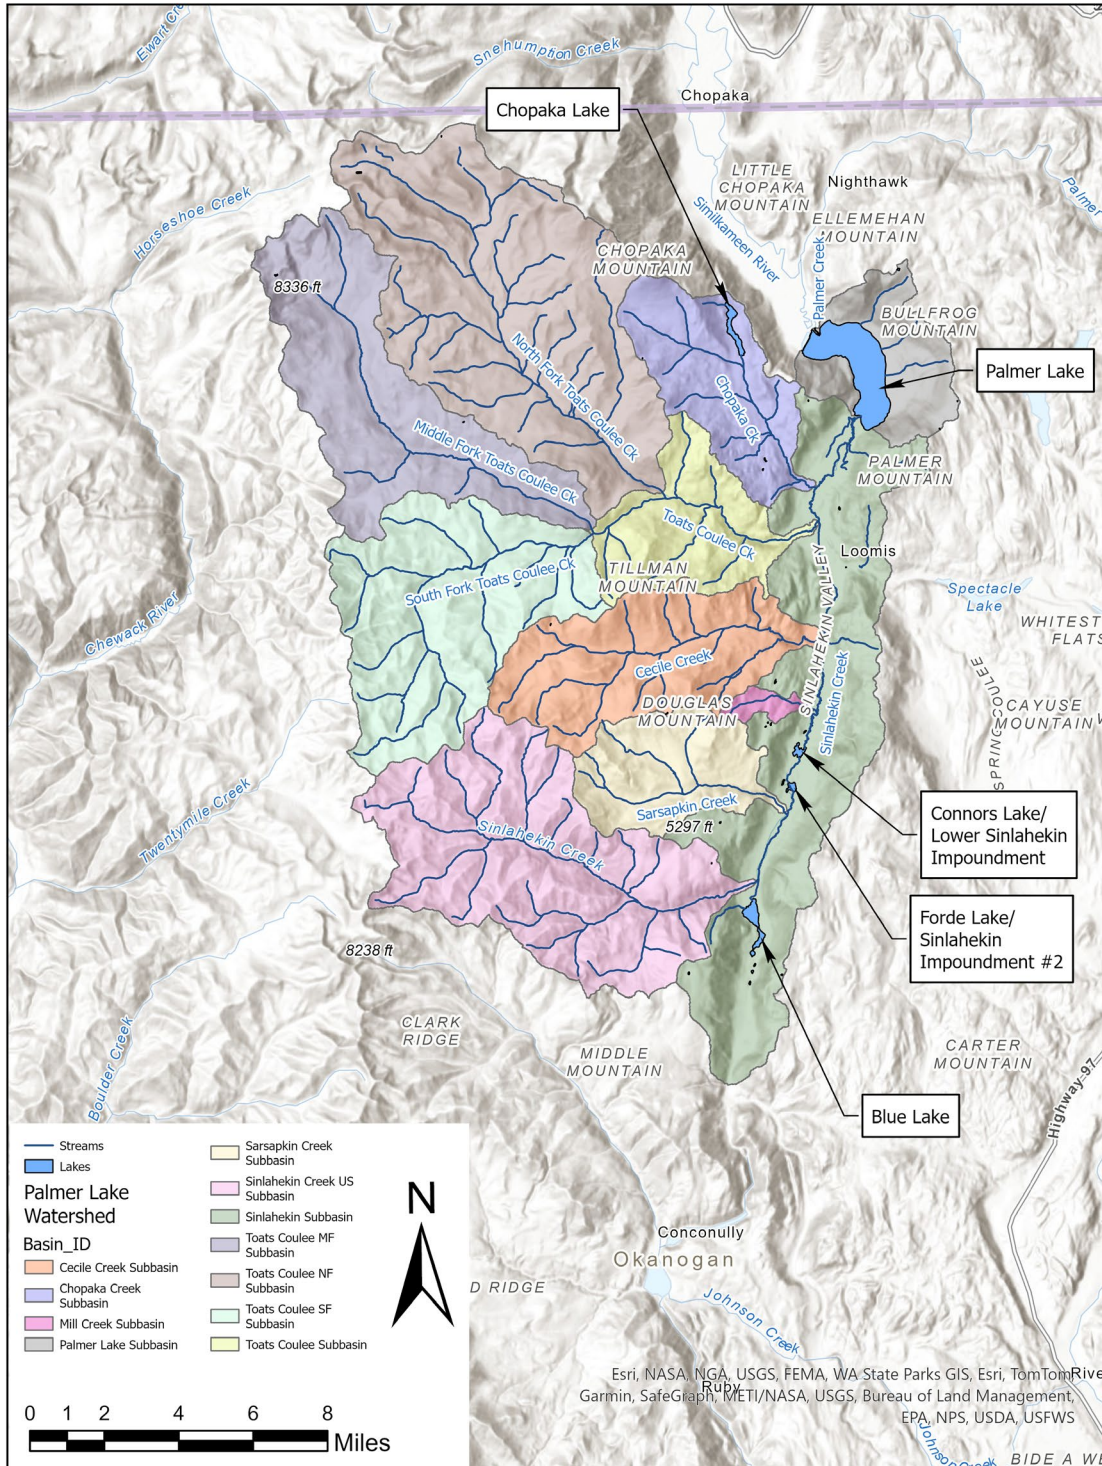 Ewart Cre
Snehumption Creek
Chopaka
Chopaka Lake
LITTLE
CHOPAKA
MOUNTAIN
Nighthawk
Palmer
Horseshoe Creek
Similkameen River
ELLEMEHAN
MOUNTAIN
CHOPAKA
MOUNTAIN
Palmer Creek
8336 ft
BULLFROG
MOUNTAIN
Palmer Lake
North Fork Toats Coulee Ck
Chopaka Ck
Middle Fork Toats Coulee Ck
PALMER
MOUNTAIN
Toats Coulee Ck
Loomis
South Fork Toats Coulee Ck
TILLMAN
MOUNTAIN
SINLAHEKIN VALLEY
Spectacle
Lake
Chewack River
WHITEST
FLATS
Cecile Creek
Sinlahekin Creek
DOUGLAS
MOUNTAIN
SPRING COULEE
CAYUSE
MOUNTAIN
Twentymile Creek
Sarsapkin Creek
5297 ft
Connors Lake/
Lower Sinlahekin
Impoundment
Sinlahekin Creek
Forde Lake/
Sinlahekin
Impoundment #2
8238 ft
CLARK
RIDGE
MIDDLE
MOUNTAIN
CARTER
MOUNTAIN
Boulder Creek
Highway 97
Blue Lake
Streams
Lakes
Palmer Lake
Watershed
Basin_ID
Cecile Creek Subbasin
Chopaka Creek
Subbasin
Mill Creek Subbasin
Palmer Lake Subbasin
Sarsapkin Creek
Subbasin
Sinlahekin Creek US
Subbasin
Sinlahekin Subbasin
Toats Coulee MF
Subbasin
Toats Coulee NF
Subbasin
Toats Coulee SF
Subbasin
Toats Coulee Subbasin
N
Conconully
Okanogan
D RIDGE
Johnson Creek
Ruby
Rive
Esri, NASA, NGA, USGS, FEMA, WA State Parks GIS, Esri, TomTom,
Garmin, SafeGraph, METI/NASA, USGS, Bureau of Land Management,
EPA, NPS, USDA, USFWS
Johnson Creek
BIDE A WE
0 1 2 4 6 8
Miles